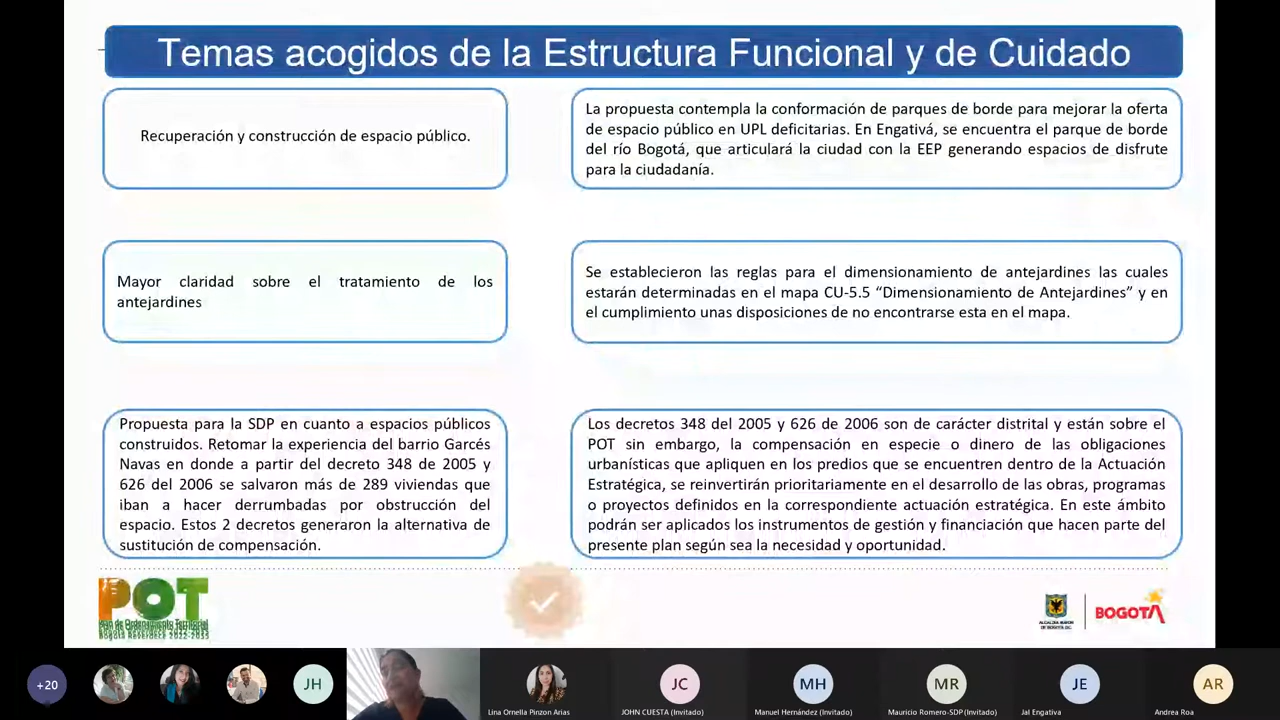 Temas acogidos de la Estructura Funcional y de Cuidado
Recuperación y construcción de espacio público.
La propuesta contempla la conformación de parques de borde para mejorar la oferta
de espacio público en UPL deficitarias. En Engativá, se encuentra el parque de borde
del río Bogotá, que articulará la ciudad con la EEP generando espacios de disfrute
para la ciudadanía.
Mayor claridad sobre el tratamiento de los
antejardines
Se establecieron las reglas para el dimensionamiento de antejardines las cuales
estarán determinadas en el mapa CU-5.5 “Dimensionamiento de Antejardines” y en
el cumplimiento unas disposiciones de no encontrarse esta en el mapa.
Propuesta para la SDP en cuanto a espacios públicos
construidos. Retomar la experiencia del barrio Garcés
Navas en donde a partir del decreto 348 de 2005 y
626 del 2006 se salvaron más de 289 viviendas que
iban a hacer derrumbadas por obstrucción del
espacio. Estos 2 decretos generaron la alternativa de
sustitución de compensación.
Los decretos 348 del 2005 y 626 de 2006 son de carácter distrital y están sobre el
POT sin embargo, la compensación en especie o dinero de las obligaciones
urbanísticas que apliquen en los predios que se encuentren dentro de la Actuación
Estratégica, se reinvertirán prioritariamente en el desarrollo de las obras, programas
o proyectos definidos en la correspondiente actuación estratégica. En este ámbito
podrán ser aplicados los instrumentos de gestión y financiación que hacen parte del
presente plan según sea la necesidad y oportunidad.
POT
Plan de Ordenamiento Territorial
Bogotá Reverdece 2022-2035
ALCALDÍA MAYOR
DE BOGOTÁ D.C.
BOGOTÁ
+20
JH
Lina Ornella Pinzon Arias
JC
JOHN CUESTA (Invitado)
MH
Manuel Hernández (Invitado)
MR
Mauricio Romero-SDP (Invitado)
JE
Jal Engativa
AR
Andrea Roa